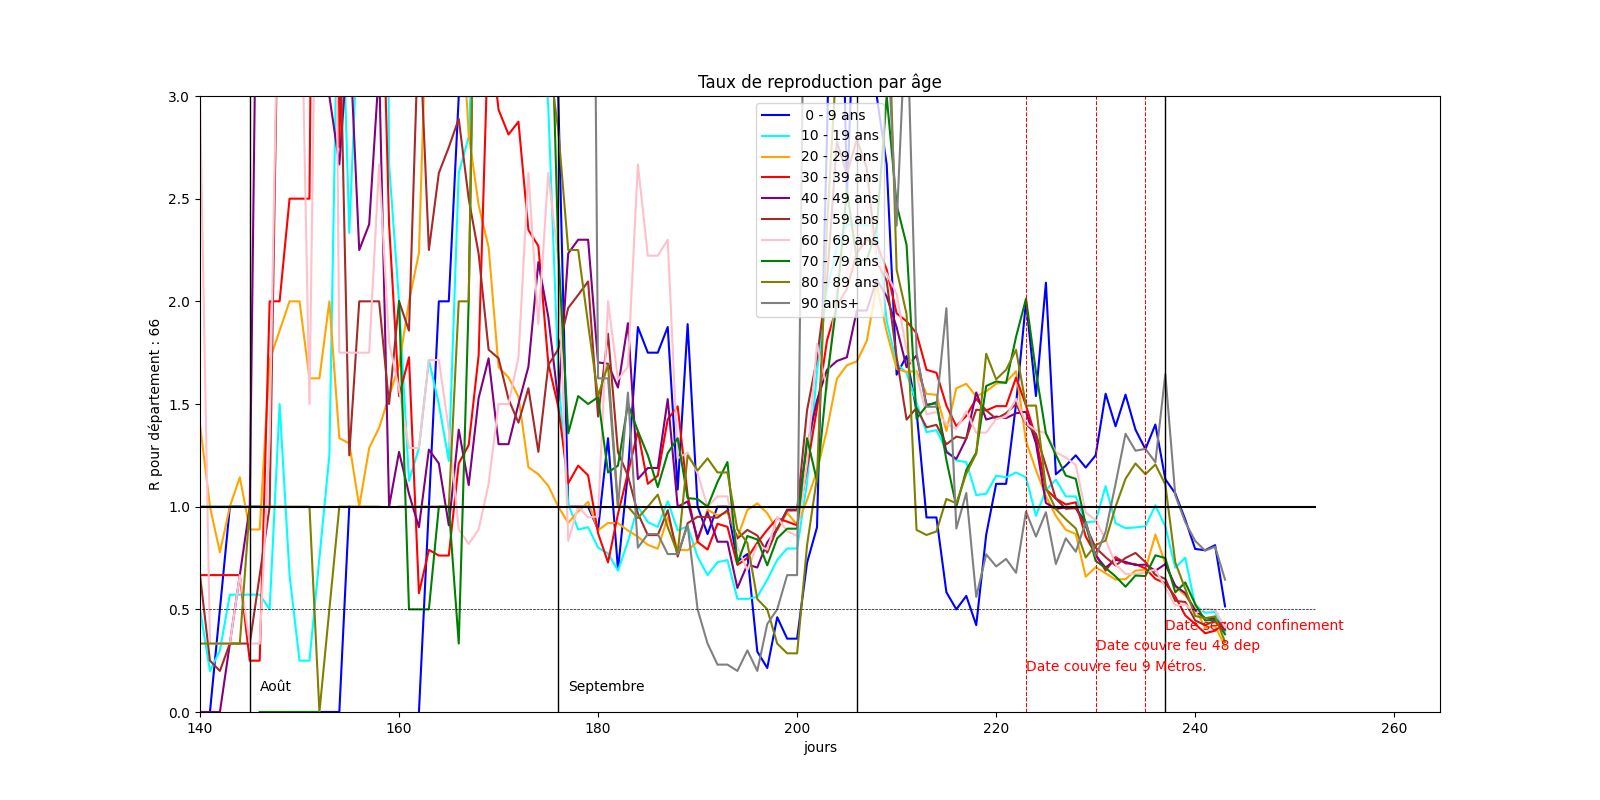 Taux de reproduction par âge
R pour département : 66
3.0
2.5
2.0
1.5
1.0
0.5
0.0
0 - 9 ans
10 - 19 ans
20 - 29 ans
30 - 39 ans
40 - 49 ans
50 - 59 ans
60 - 69 ans
70 - 79 ans
80 - 89 ans
90 ans+
Date second confinement
Date couvre feu 48 dep
Date couvre feu 9 Métros.
Août
Septembre
140
160
180
200
220
240
260
jours